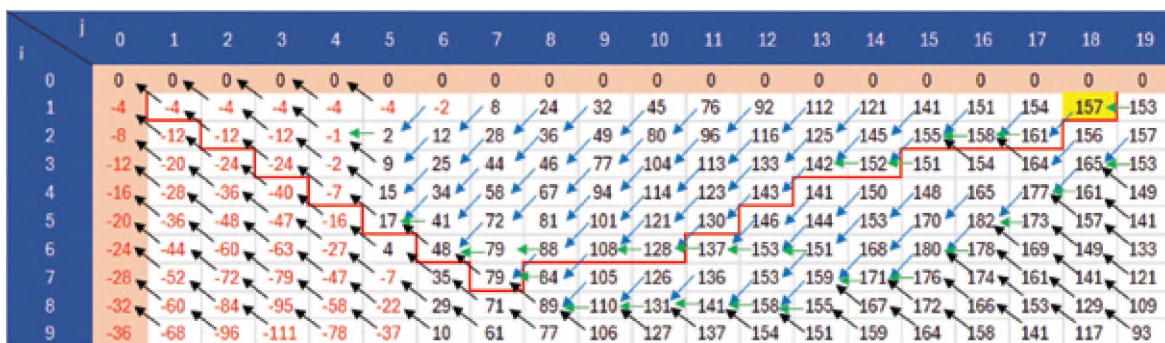 j
i 0 1 2 3 4 5 6 7 8 9 10 11 12 13 14 15 16 17 18 19
0 0 0 0 0 0 0 0 0 0 0 0 0 0 0 0 0 0 0 0 0
1 -4 -4 -4 -4 -4 -4 -2 8 24 32 45 76 92 112 121 141 151 154 157 153
2 -8 -12 -12 -12 -1 2 12 28 36 49 80 96 116 125 145 155 158 161 156 157
3 -12 -20 -24 -24 -2 9 25 44 46 77 104 113 133 142 152 151 154 164 165 153
4 -16 -28 -36 -40 -7 15 34 58 67 94 114 123 143 141 150 148 165 177 161 149
5 -20 -36 -48 -47 -16 17 41 72 81 101 121 130 146 144 153 170 182 173 157 141
6 -24 -44 -60 -63 -27 4 48 79 88 108 128 137 153 151 168 180 178 169 149 133
7 -28 -52 -72 -79 -47 -7 35 79 84 105 126 136 153 159 171 176 174 161 141 121
8 -32 -60 -84 -95 -58 -22 29 71 89 110 131 141 158 155 167 172 166 153 129 109
9 -36 -68 -96 -111 -78 -37 10 61 77 106 127 137 154 151 159 164 158 141 117 93